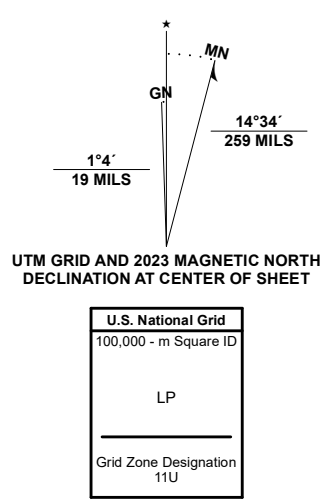 ★
MN
GN
14°34´
259 MILS
1°4´
19 MILS
UTM GRID AND 2023 MAGNETIC NORTH
DECLINATION AT CENTER OF SHEET
U.S. National Grid
100,000 - m Square ID
LP
Grid Zone Designation
11U